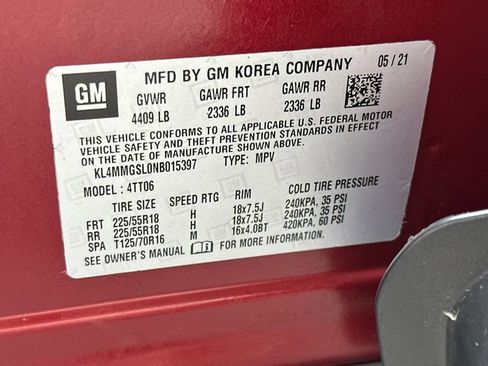 GM
MFD BY GM KOREA COMPANY
05 / 21
GVWR GAWR FRT GAWR RR
4409 LB 2336 LB 2336 LB
THIS VEHICLE CONFORMS TO ALL APPLICABLE U.S. FEDERAL MOTOR
VEHICLE SAFETY AND THEFT PREVENTION STANDARDS IN EFFECT
ON THE DATE OF MANUFACTURE SHOWN ABOVE.
KL4MMGSL0NB015397 TYPE: MPV
MODEL : 4TT06
TIRE SIZE SPEED RTG RIM COLD TIRE PRESSURE
FRT 225/55R18 H 18x7.5J 240KPA, 35 PSI
RR 225/55R18 H 18x7.5J 240KPA, 35 PSI
SPA T125/70R16 M 16x4.0BT 420KPA, 60 PSI
SEE OWNER'S MANUAL FOR MORE INFORMATION.